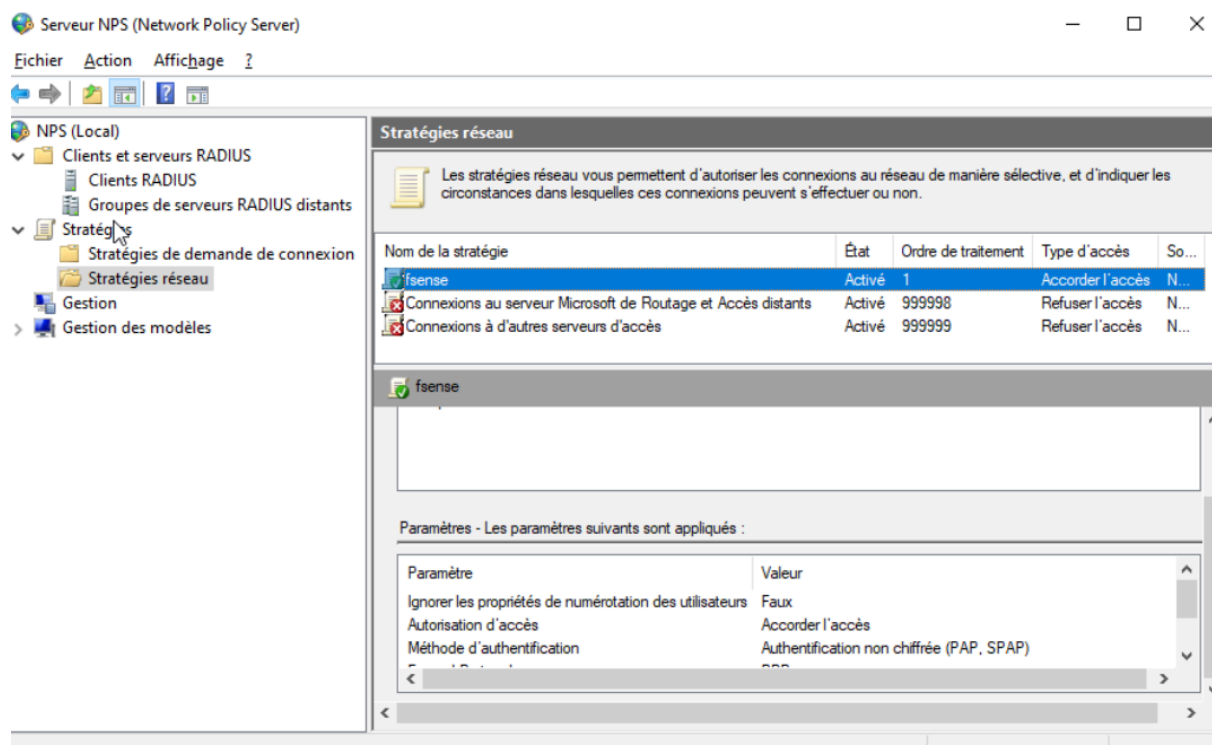 Serveur NPS (Network Policy Server)
Fichier Action Affichage ?
NPS (Local)
Clients et serveurs RADIUS
Clients RADIUS
Groupes de serveurs RADIUS distants
Stratégies
Stratégies de demande de connexion
Stratégies réseau
Gestion
Gestion des modèles
Stratégies réseau
Les stratégies réseau vous permettent d'autoriser les connexions au réseau de manière sélective, et d'indiquer les
circonstances dans lesquelles ces connexions peuvent s'effectuer ou non.
Nom de la stratégie État Ordre de traitement Type d'accès So...
fsense Activé 1 Accorder l'accès N...
Connexions au serveur Microsoft de Routage et Accès distants Activé 999998 Refuser l'accès N...
Connexions à d'autres serveurs d'accès Activé 999999 Refuser l'accès N...
fsense
Paramètres - Les paramètres suivants sont appliqués :
Paramètre Valeur
Ignorer les propriétés de numérotation des utilisateurs Faux
Autorisation d'accès Accorder l'accès
Méthode d'authentification Authentification non chiffrée (PAP, SPAP)